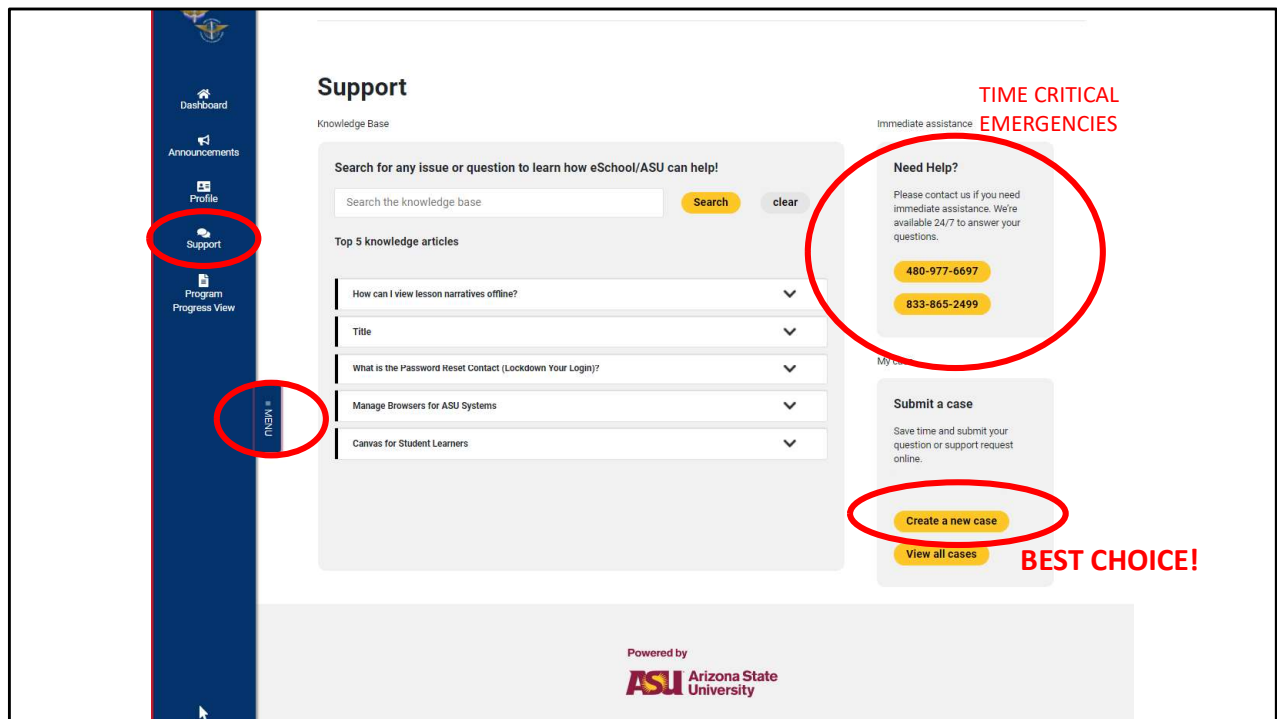 Dashboard
Announcements
Profile
Support
Program
Progress View
≡ MENU
Support
Knowledge Base
Search for any issue or question to learn how eSchool/ASU can help!
Search the knowledge base
Search
clear
Top 5 knowledge articles
How can I view lesson narratives offline?
Title
What is the Password Reset Contact (Lockdown Your Login)?
Manage Browsers for ASU Systems
Canvas for Student Learners
TIME CRITICAL
EMERGENCIES
Immediate assistance
Need Help?
Please contact us if you need
immediate assistance. We're
available 24/7 to answer your
questions.
480-977-6697
833-865-2499
My
Submit a case
Save time and submit your
question or support request
online.
Create a new case
View all cases
BEST CHOICE!
Powered by
ASU Arizona State
University